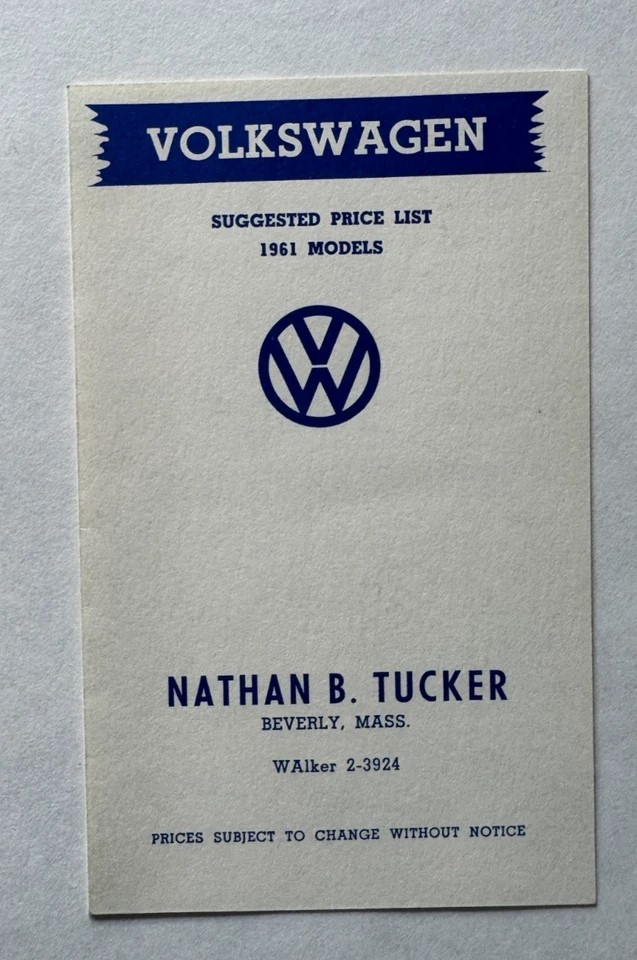 VOLKSWAGEN
SUGGESTED PRICE LIST
1961 MODELS
VW
NATHAN B. TUCKER
BEVERLY, MASS.
WAlker 2-3924
PRICES SUBJECT TO CHANGE WITHOUT NOTICE